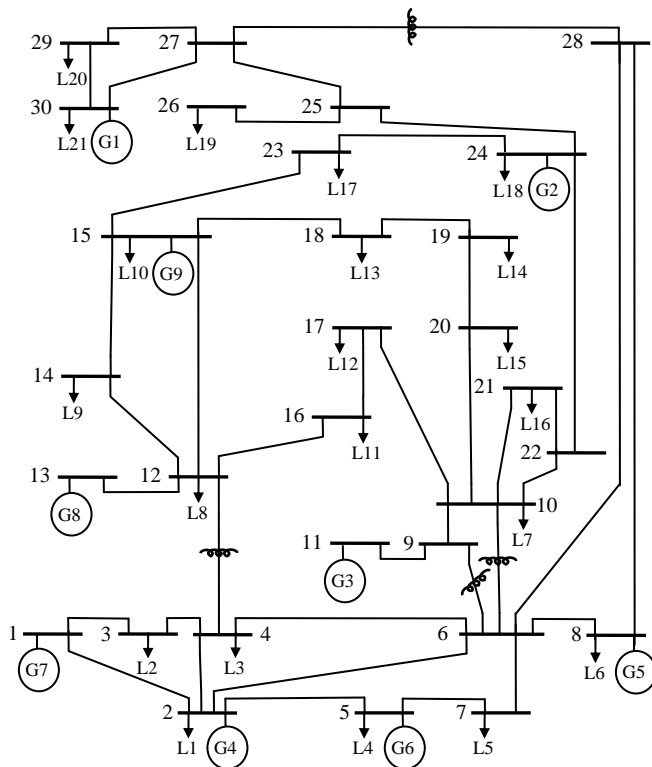 29 27 28
L20
30 26 25
G1
L21 L19 23 24
L17 L18 G2
15 18 19
L10 G9 L13 L14
17 20
L12 L15
14 21
L9 16 L16
L11 22
13 12
G8 L8 10
11 9 L7
G3
1 3 4 6 8
G7 L2 L3 L6 G5
2 5 7
L1 G4 L4 G6 L5